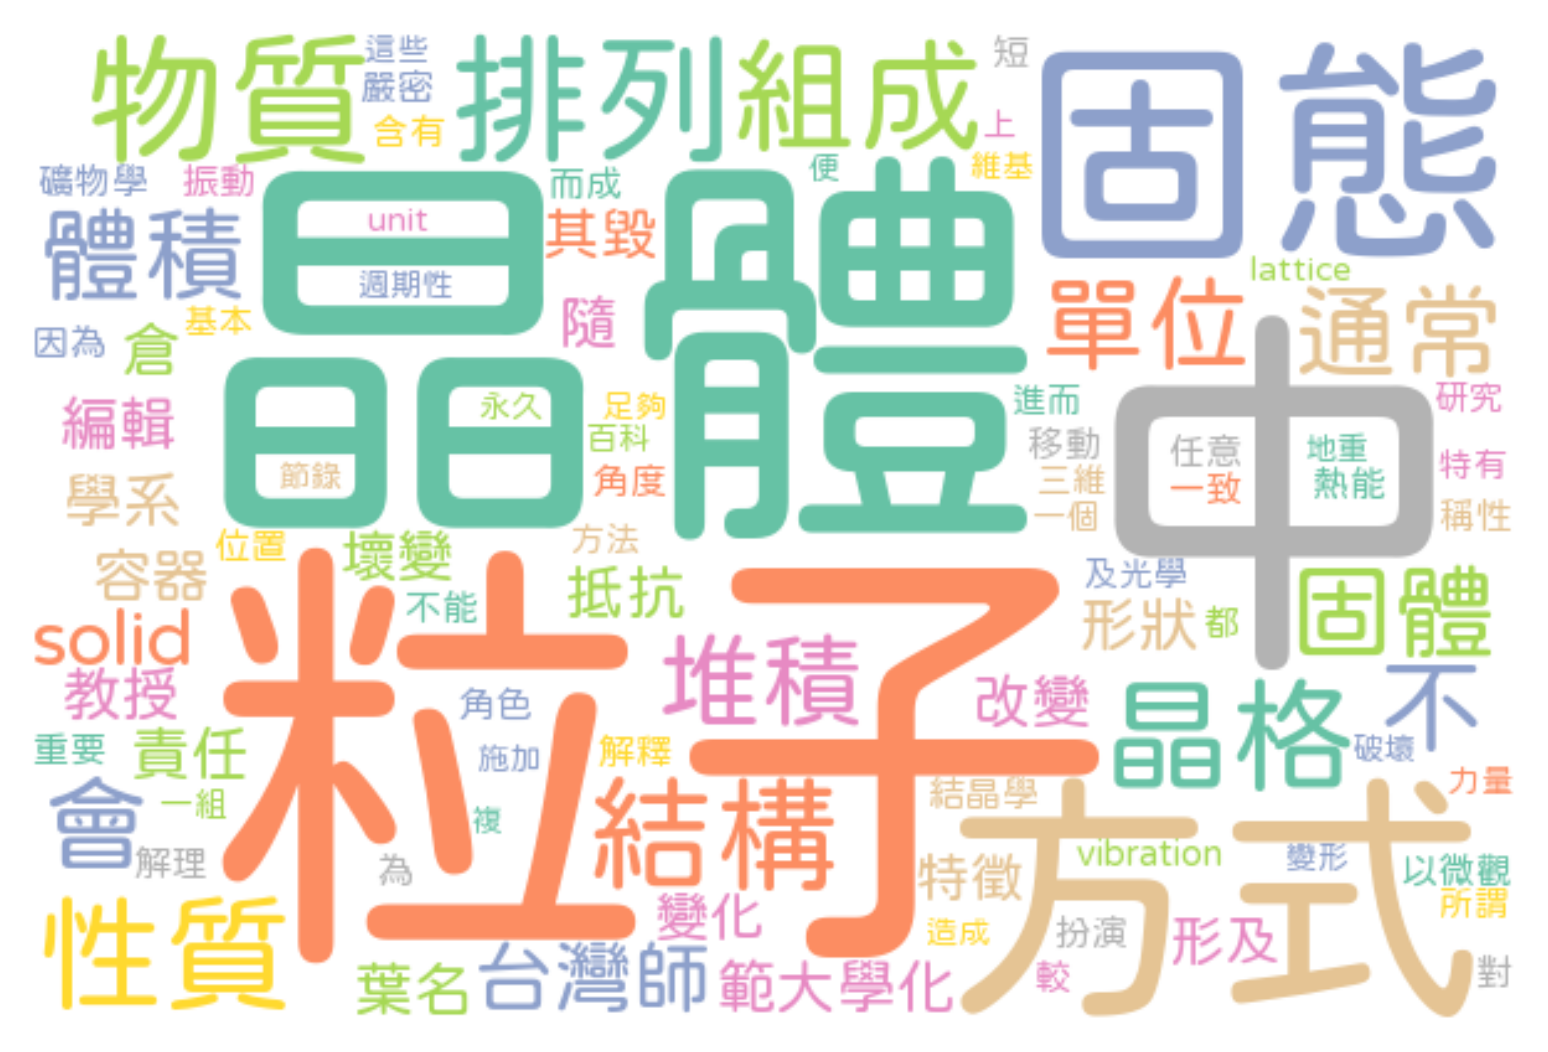 物質
這些
嚴密
含有
排列
組成
短
上
固態
礦物學
振動
而成
便
維基
體積
晶體
unit
週期性
其毀
隨
lattice
單位
通常
因為
倉
基本
編輯
永久
足夠
百科
進而
移動
中
任意
一致
地重
熱能
研究
學系
節錄
角度
三維
一個
特有
稱性
容器
位置
壞變
方法
不能
抵抗
及光學
形狀
都
固體
solid
粒子
教授
角色
堆積
改變
晶格
不
重要
責任
施加
解釋
破壞
力量
會
一組
複
結構
結晶學
方式
解理
為
特徵
vibration
變形
以微觀
所謂
性質
變化
造成
扮演
形及
葉名
台灣師
範大學化
較
對